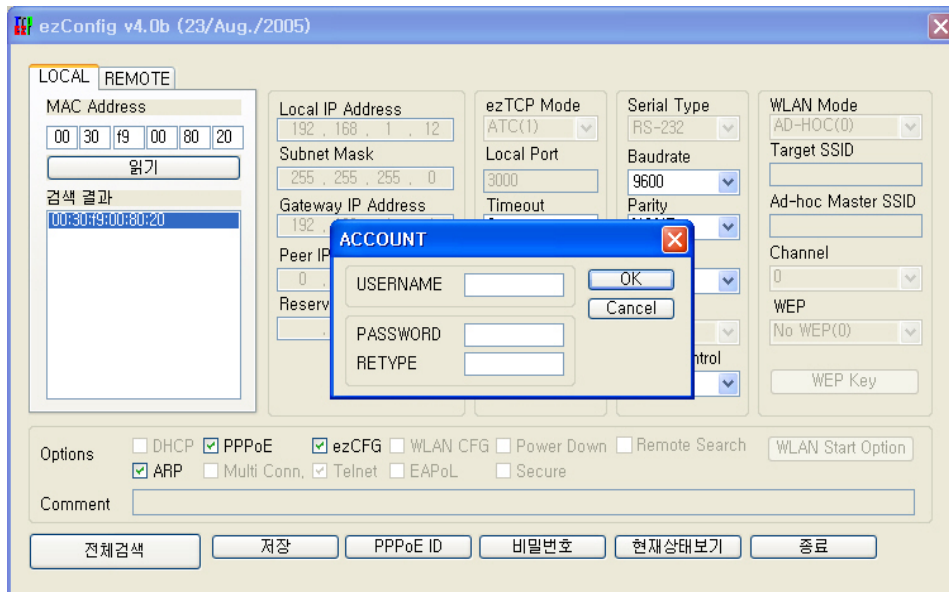 ezConfig v4.0b (23/Aug./2005)
LOCAL REMOTE
MAC Address
00 30 f9 00 80 20
읽기
검색 결과
00:30:f9:00:80:20
Local IP Address
192 . 168 . 1 . 12
Subnet Mask
255 . 255 . 255 . 0
Gateway IP Address
192 .
Peer IP
0 .
Reserv
ezTCP Mode
ATC(1)
Local Port
3000
Timeout
Serial Type
RS-232
Baudrate
9600
Parity
ntrol
WLAN Mode
AD-HOC(0)
Target SSID
Ad-hoc Master SSID
Channel
0
WEP
No WEP(0)
WEP Key
ACCOUNT
USERNAME
PASSWORD
RETYPE
OK
Cancel
Options DHCP PPPoE ezCFG WLAN CFG Power Down Remote Search WLAN Start Option
ARP Multi Conn, Telnet EAPoL Secure
Comment
전체검색 저장 PPPoE ID 비밀번호 현재상태보기 종료